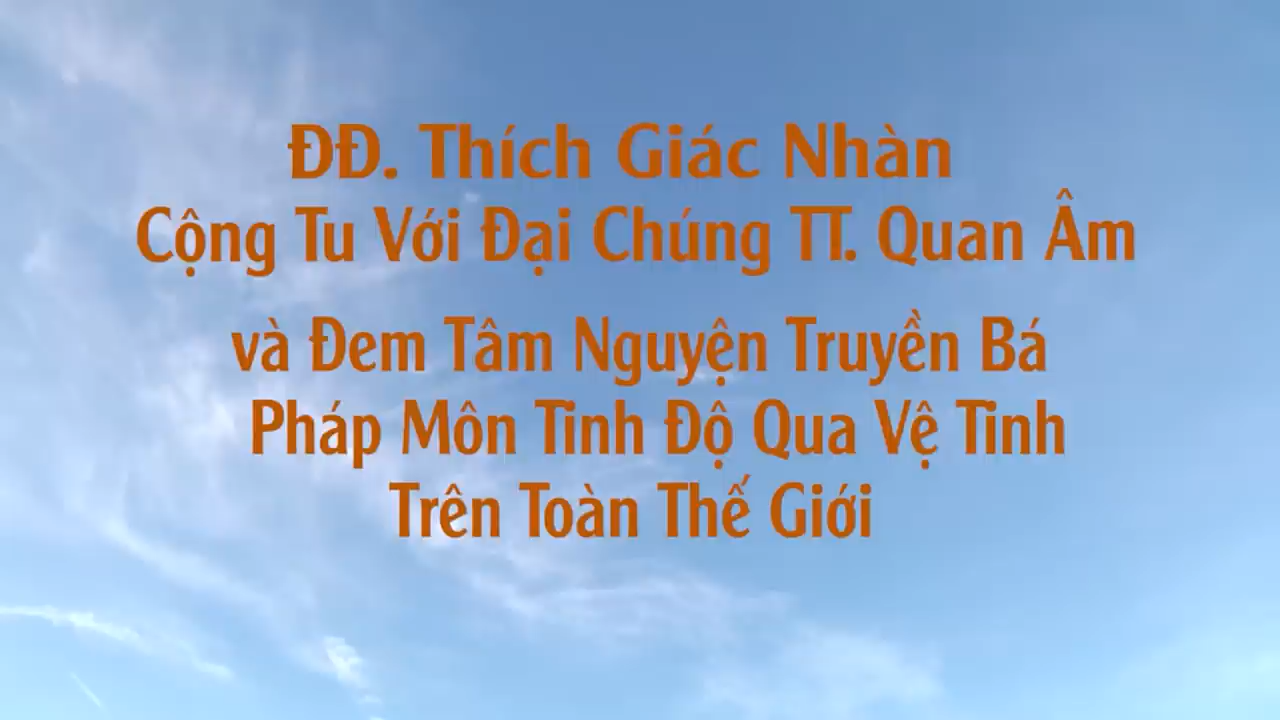 ĐĐ. Thích Giác Nhàn
Cộng Tu Với Đại Chúng TT. Quan Âm
và Đem Tâm Nguyện Truyền Bá
Pháp Môn Tinh Độ Qua Vệ Tinh
Trên Toàn Thế Giới